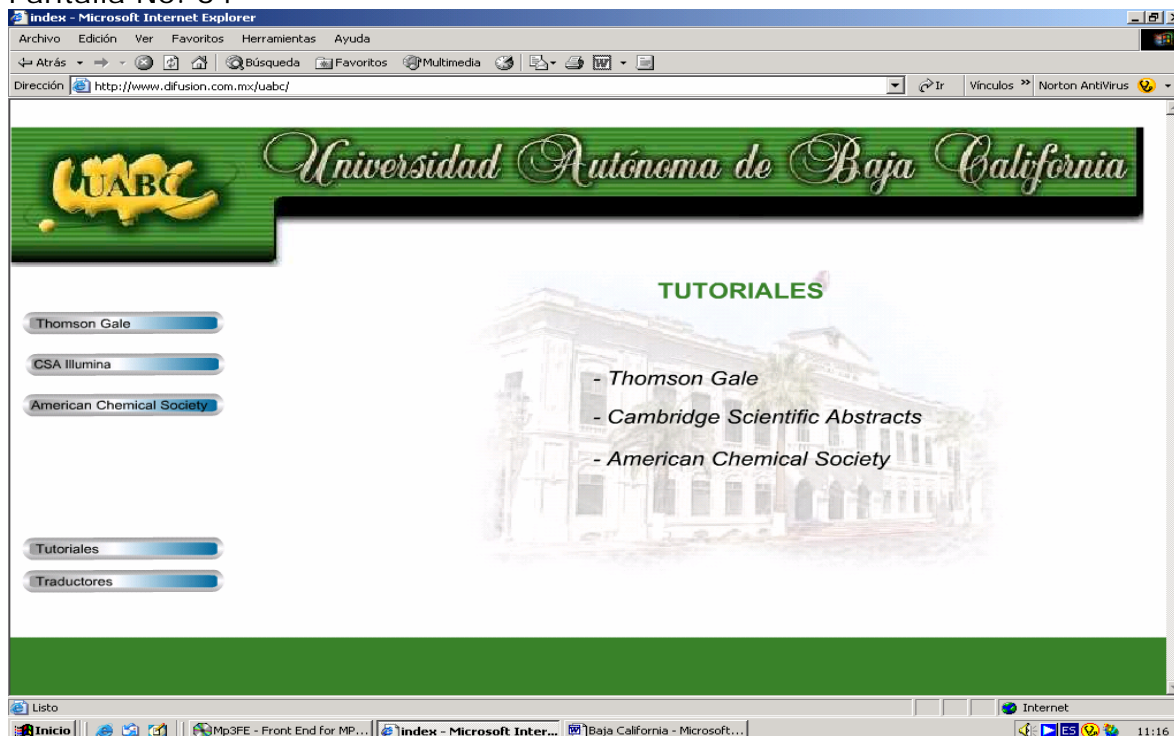 index - Microsoft Internet Explorer
Archivo Edición Ver Favoritos Herramientas Ayuda
Atrás Búsqueda Favoritos Multimedia
Dirección http://www.difusion.com.mx/uabc/ Ir Vínculos » Norton AntiVirus
UABC
Universidad Autónoma de Baja California
TUTORIALES
Thomson Gale
CSA Illumina
American Chemical Society
- Thomson Gale
- Cambridge Scientific Abstracts
- American Chemical Society
Tutoriales
Traductores
Listo Internet
Inicio Mp3FE - Front End for MP... index - Microsoft Inter... Baja California - Microsoft... ES 11:16